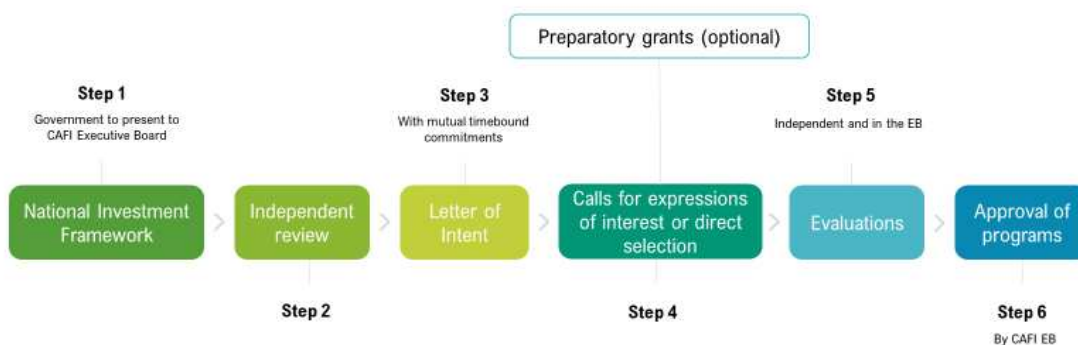 Preparatory grants (optional)
Step 1
Government to present to
CAFI Executive Board
Step 3
With mutual timebound
commitments
Step 5
Independent and in the EB
National Investment
Framework
Independent
review
Letter of
Intent
Calls for expressions
of interest or direct
selection
Evaluations
Approval of
programs
Step 2
Step 4
Step 6
By CAFI EB